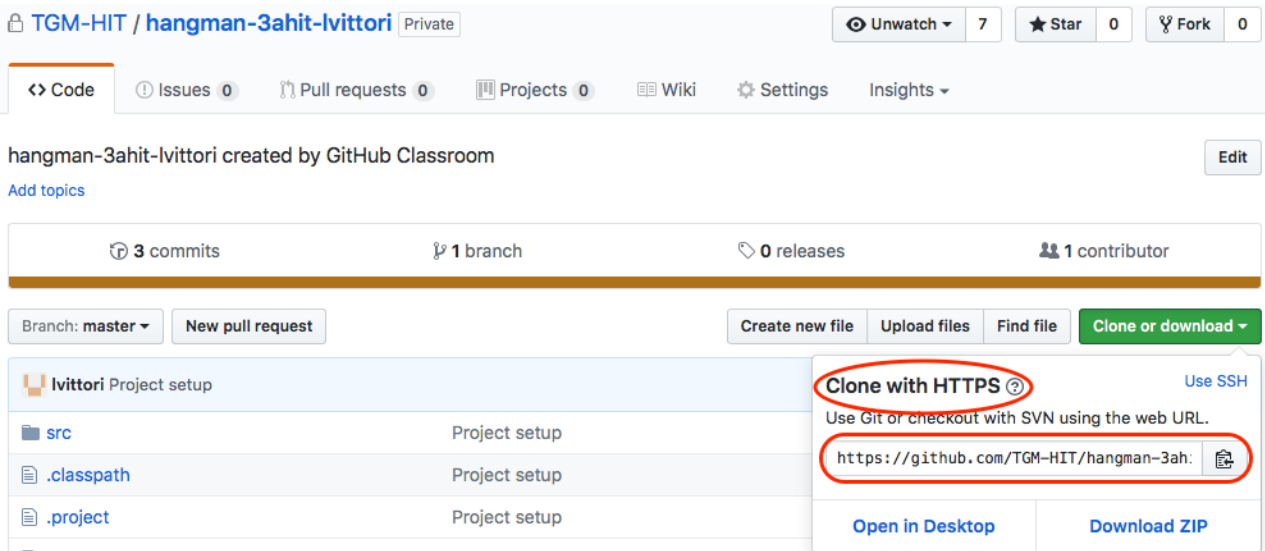 TGM-HIT / hangman-3ahit-lvittori Private Unwatch 7 Star 0 Fork 0
Code Issues 0 Pull requests 0 Projects 0 Wiki Settings Insights
hangman-3ahit-lvittori created by GitHub Classroom Edit
Add topics
3 commits 1 branch 0 releases 1 contributor
Branch: master New pull request Create new file Upload files Find file Clone or download
lvittori Project setup
src Project setup
.classpath Project setup
.project Project setup
Clone with HTTPS ? Use SSH
Use Git or checkout with SVN using the web URL.
https://github.com/TGM-HIT/hangman-3ah
Open in Desktop Download ZIP